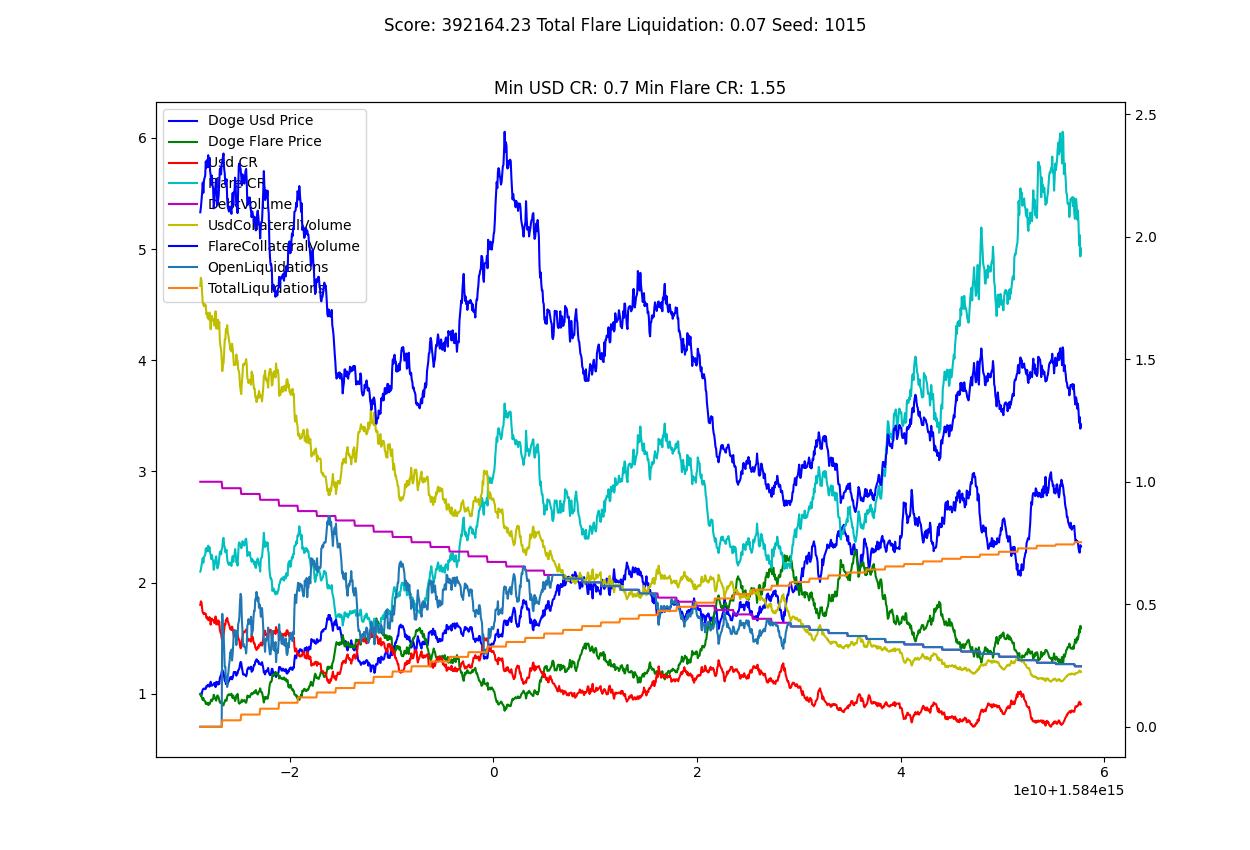 Score: 392164.23 Total Flare Liquidation: 0.07 Seed: 1015
Min USD CR: 0.7 Min Flare CR: 1.55
Doge Usd Price
Doge Flare Price
Usd CR
Flare CR
DebtVolume
UsdCollateralVolume
FlareCollateralVolume
OpenLiquidations
TotalLiquidations
6
5
4
3
2
1
2.5
2.0
1.5
1.0
0.5
0.0
−2
0
2
4
6
1e10+1.584e15